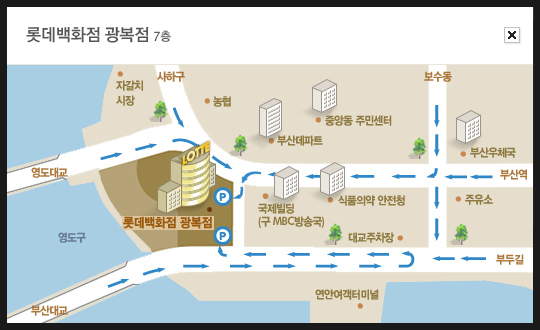 롯데백화점 광복점 7층
자갈치
시장
사하구
농협
보수동
중앙동 주민센터
부산데파트
부산우체국
LOTTE
영도대교
부산역
P
국제빌딩
(구 MBC방송국)
식품의약 안전청
주유소
롯데백화점 광복점
P
영도구
대교주차장
부두길
연안여객터미널
부산대교